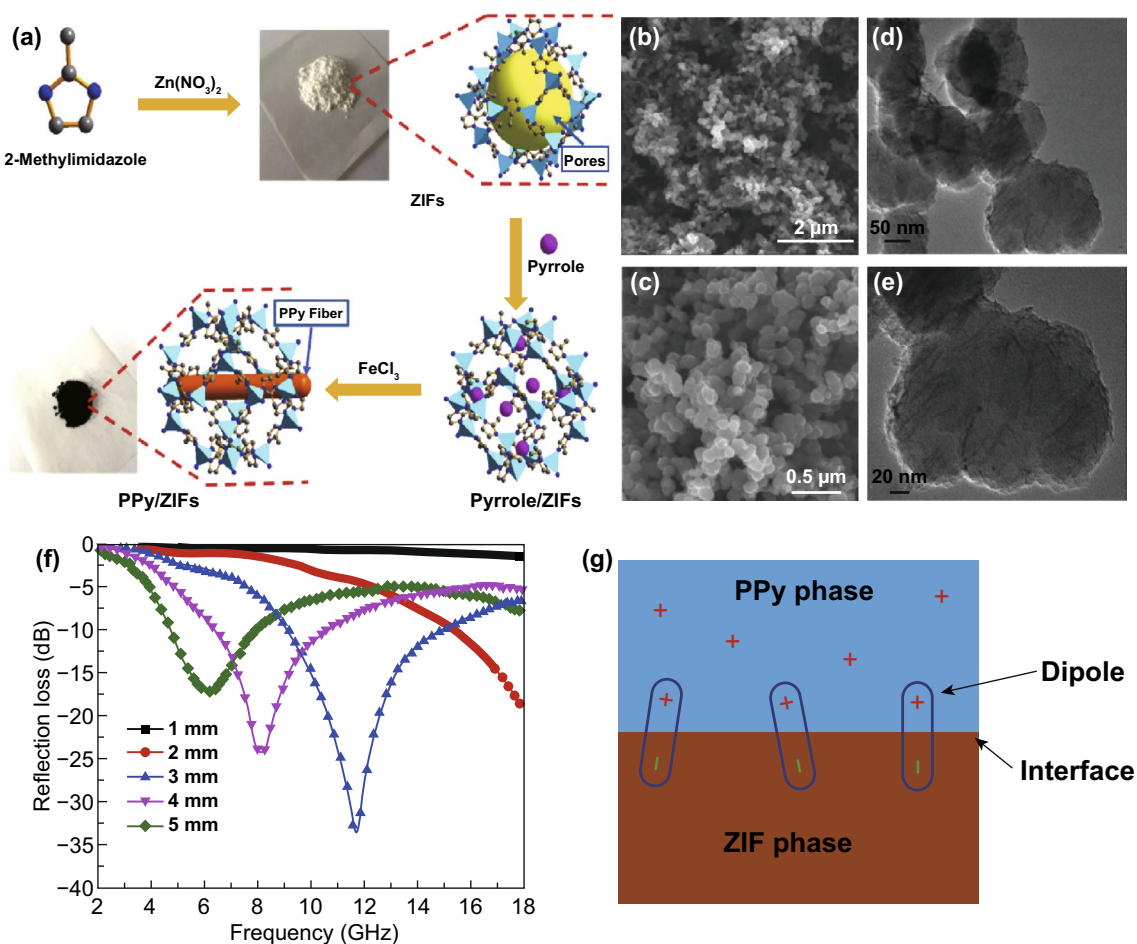 (a)
2-Methylimidazole
Zn(NO₃)₂
Pores
ZIFs
Pyrrole
PPy Fiber
FeCl₃
PPy/ZIFs
Pyrrole/ZIFs
(b)
2 µm
(c)
0.5 µm
(d)
50 nm
(e)
20 nm
(f)
0
−5
−10
−15
−20
−25
−30
−35
−40
Reflection loss (dB)
1 mm
2 mm
3 mm
4 mm
5 mm
2 4 6 8 10 12 14 16 18
Frequency (GHz)
(g)
PPy phase
+ +
+
+
+ + +
Dipole
− − −
Interface
ZIF phase